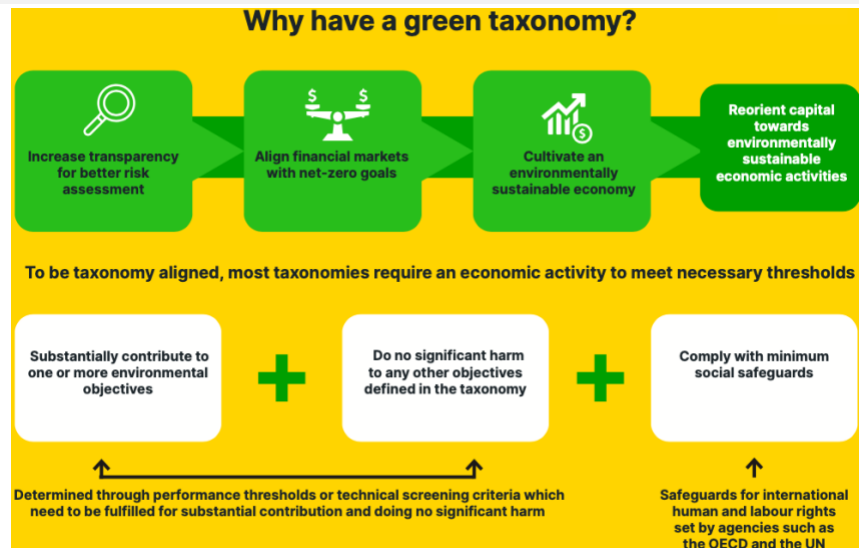 Why have a green taxonomy?
$ $
$
Increase transparency
for better risk
assessment
Align financial markets
with net-zero goals
Cultivate an
environmentally
sustainable economy
Reorient capital
towards
environmentally
sustainable
economic activities
To be taxonomy aligned, most taxonomies require an economic activity to meet necessary thresholds
Substantially contribute to
one or more environmental
objectives
+
Do no significant harm
to any other objectives
defined in the taxonomy
+
Comply with minimum
social safeguards
Determined through performance thresholds or technical screening criteria which
need to be fulfilled for substantial contribution and doing no significant harm
Safeguards for international
human and labour rights
set by agencies such as
the OECD and the UN